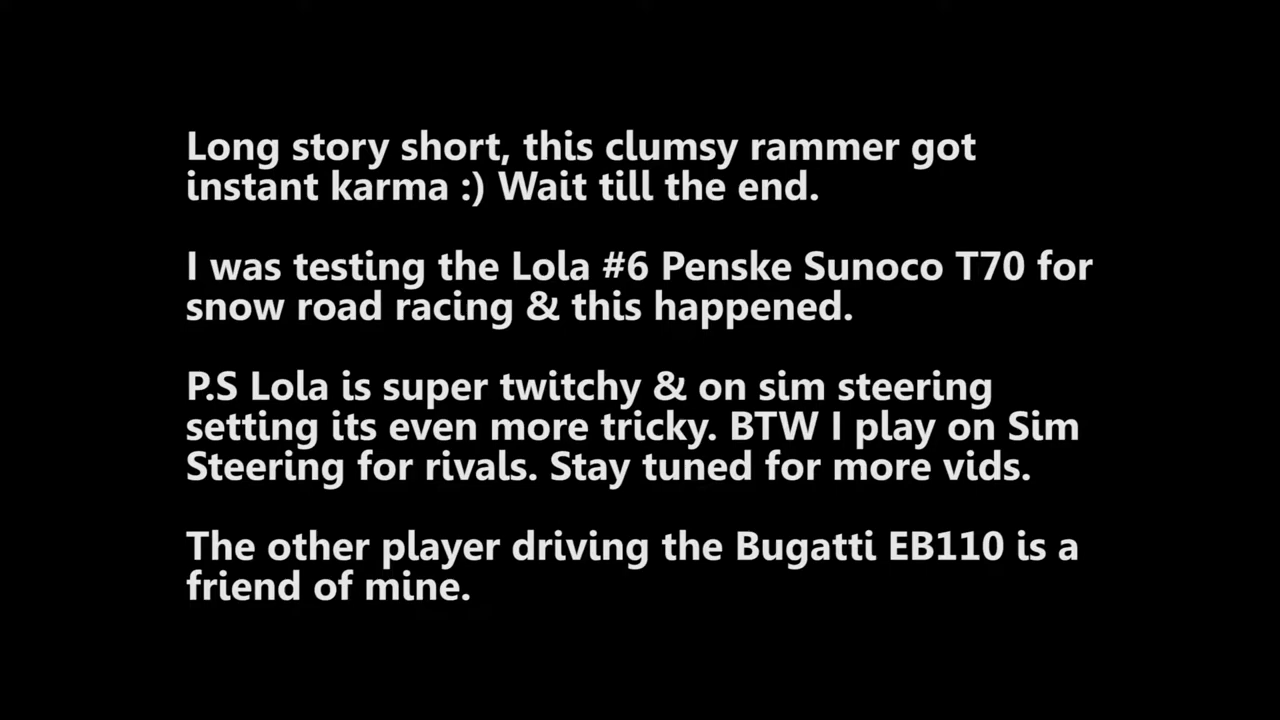 Long story short, this clumsy rammer got
instant karma :) Wait till the end.
I was testing the Lola #6 Penske Sunoco T70 for
snow road racing & this happened.
P.S Lola is super twitchy & on sim steering
setting its even more tricky. BTW I play on Sim
Steering for rivals. Stay tuned for more vids.
The other player driving the Bugatti EB110 is a
friend of mine.